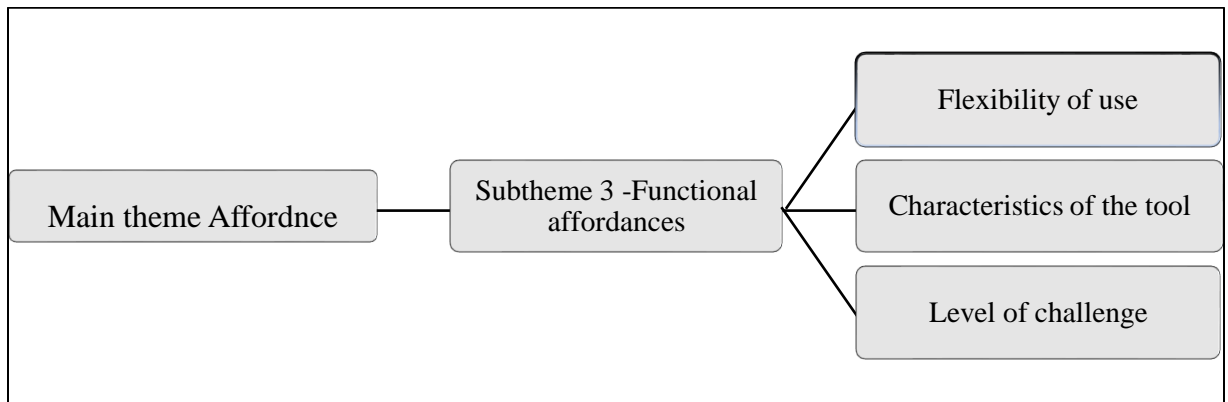 Main theme Affordnce
Subtheme 3 -Functional
affordances
Flexibility of use
Characteristics of the tool
Level of challenge